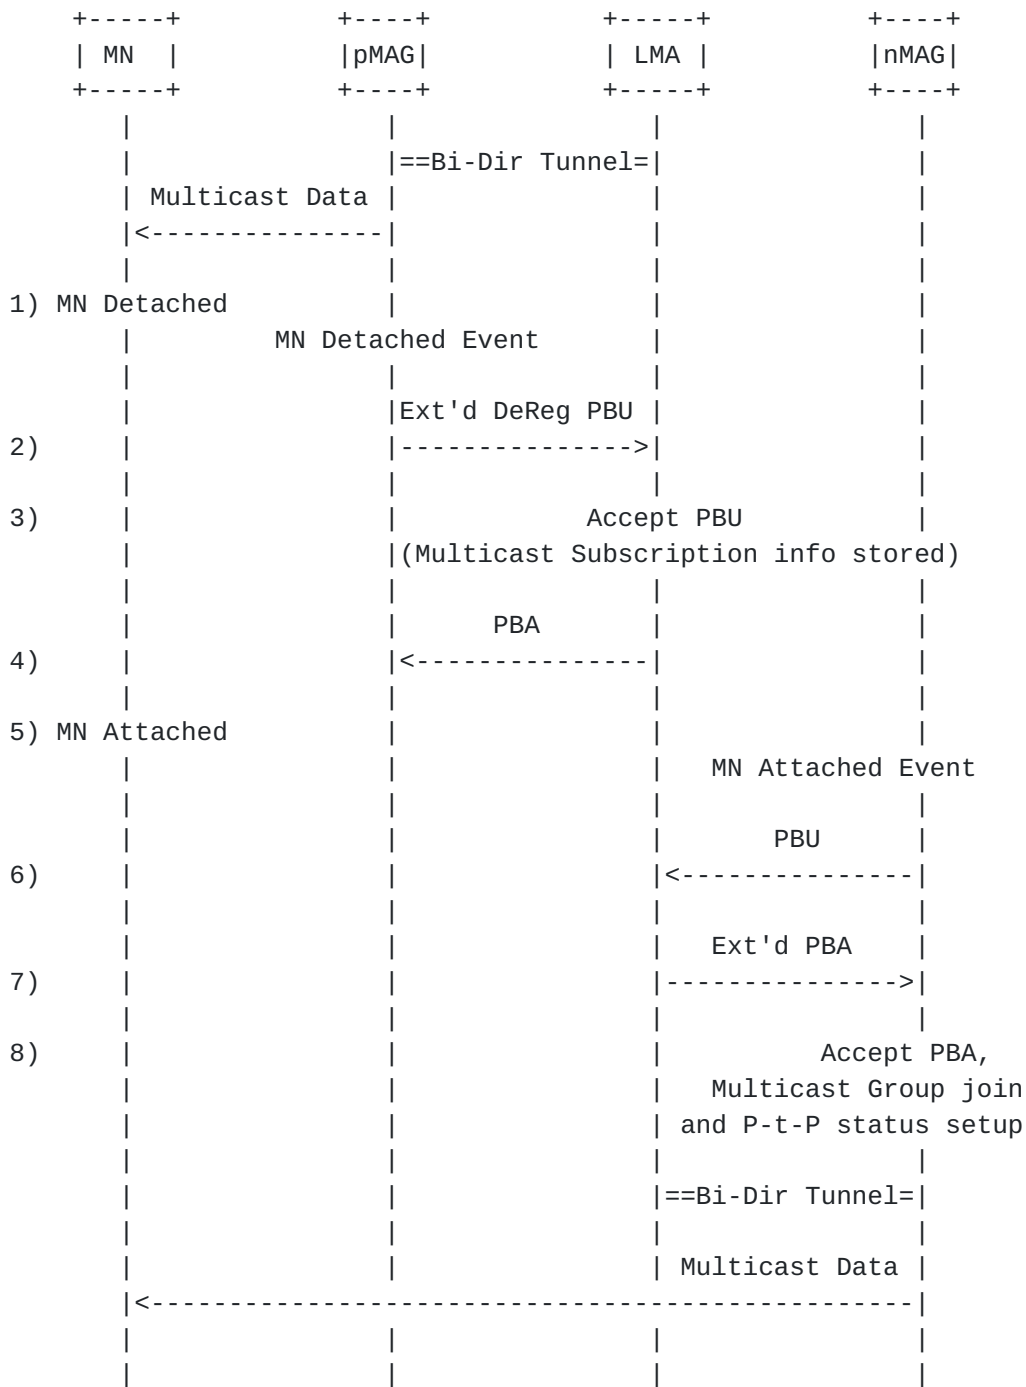 +-----+ +----+ +-----+ +----+
| MN | |pMAG| | LMA | |nMAG|
+-----+ +----+ +-----+ +----+
| | | |
| |==Bi-Dir Tunnel=| |
| Multicast Data | | |
|<---------------| | |
| | | |
1) MN Detached | | |
| MN Detached Event | |
| | | |
| |Ext'd DeReg PBU | |
2) | |--------------->| |
| | | |
3) | | Accept PBU |
| |(Multicast Subscription info stored)
| | | |
| | PBA | |
4) | |<---------------| |
| | | |
5) MN Attached | | |
| | | MN Attached Event
| | | |
| | | PBU |
6) | | |<---------------|
| | | |
| | | Ext'd PBA |
7) | | |--------------->|
| | | |
8) | | | Accept PBA,
| | | Multicast Group join
| | | and P-t-P status setup
| | | |
| | |==Bi-Dir Tunnel=|
| | | |
| | | Multicast Data |
|<-------------------------------------------------|
| | | |
| | | |